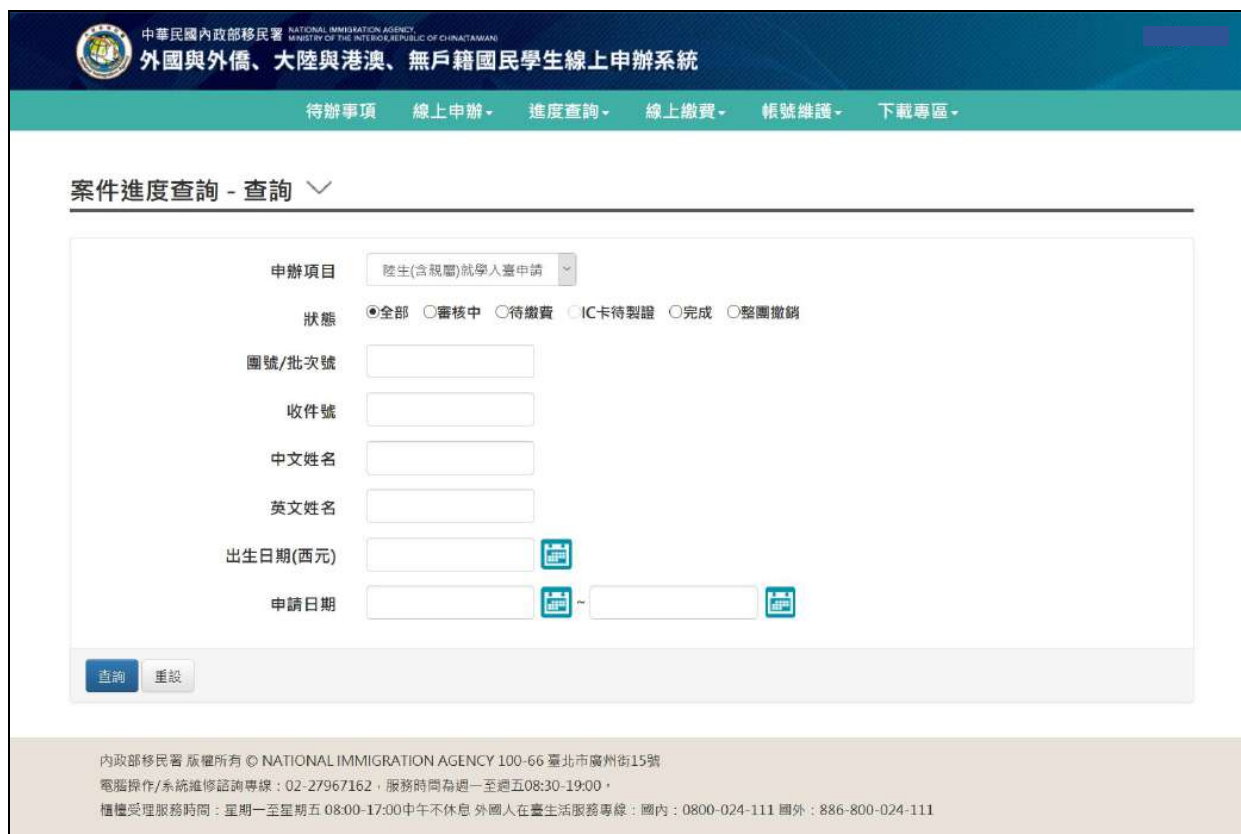 中華民國內政部移民署 NATIONAL IMMIGRATION AGENCY,
MINISTRY OF THE INTERIOR,REPUBLIC OF CHINA(TAIWAN)
外國與外僑、大陸與港澳、無戶籍國民學生線上申辦系統
待辦事項 線上申辦 進度查詢 線上繳費 帳號維護 下載專區
案件進度查詢 - 查詢
申辦項目 陸生(含親屬)就學入臺申請
狀態 全部 審核中 待繳費 IC卡待製證 完成 整團撤銷
團號/批次號
收件號
中文姓名
英文姓名
出生日期(西元)
申請日期 ~
查詢 重設
內政部移民署 版權所有 © NATIONAL IMMIGRATION AGENCY 100-66 臺北市廣州街15號
電腦操作/系統維修諮詢專線：02-27967162，服務時間為週一至週五08:30-19:00，
櫃檯受理服務時間：星期一至星期五 08:00-17:00中午不休息 外國人在臺生活服務專線：國內：0800-024-111 國外：886-800-024-111